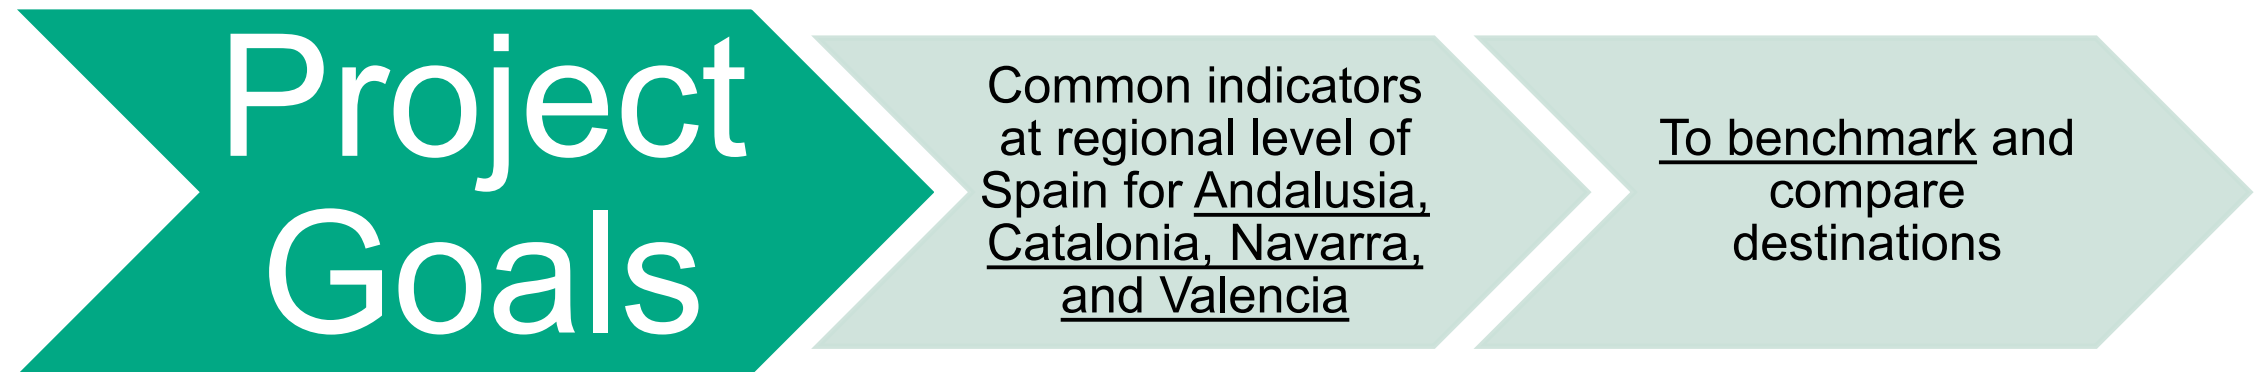 Project
Goals
Common indicators
at regional level of
Spain for Andalusia,
Catalonia, Navarra,
and Valencia
To benchmark and
compare
destinations